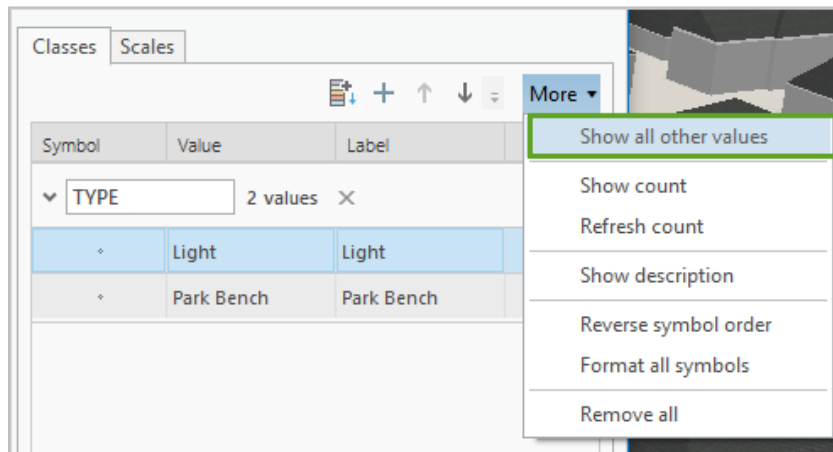 Classes Scales
More
Symbol Value Label
TYPE 2 values
Light Light
Park Bench Park Bench
Show all other values
Show count
Refresh count
Show description
Reverse symbol order
Format all symbols
Remove all